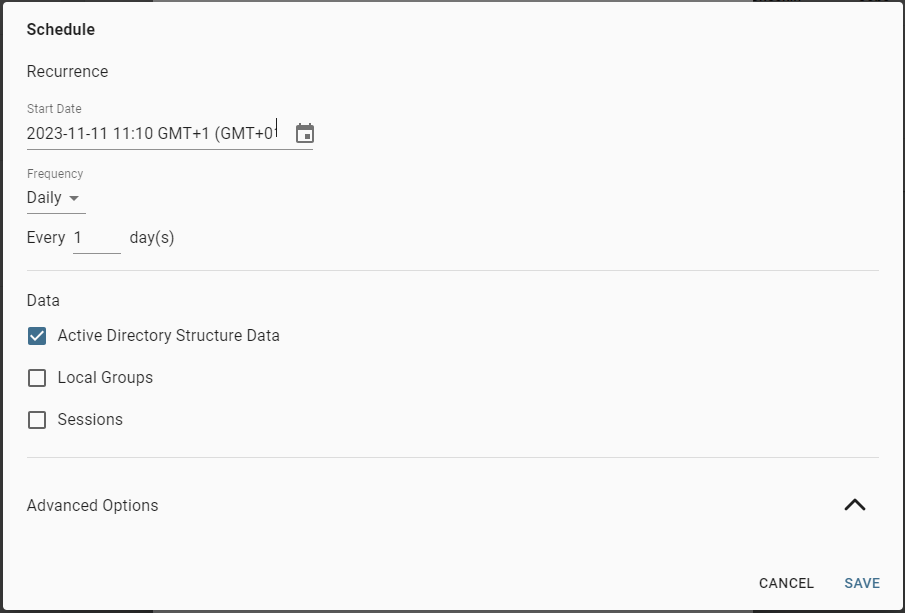 Schedule
Recurrence
Start Date
2023-11-11 11:10 GMT+1 (GMT+0
Frequency
Daily
Every 1 day(s)
Data
Active Directory Structure Data
Local Groups
Sessions
Advanced Options
CANCEL SAVE